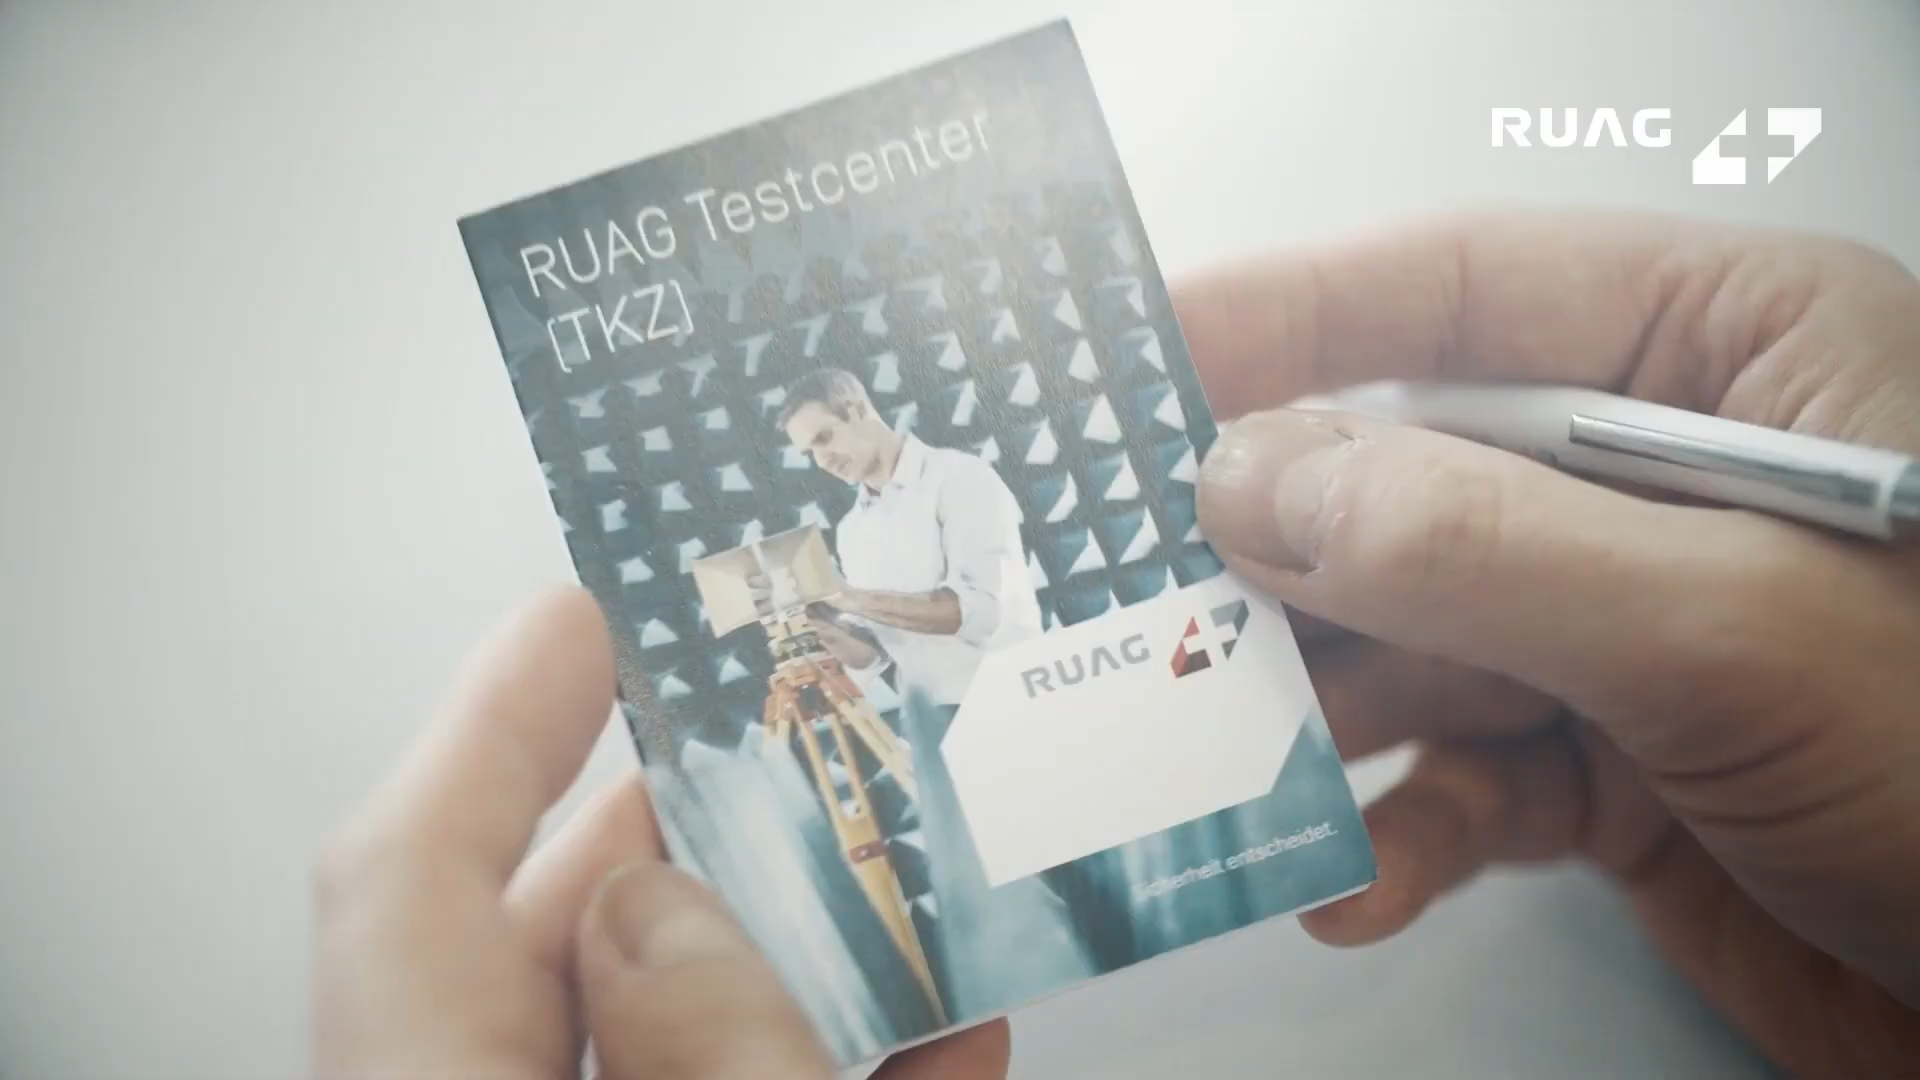 RUAG
RUAG Testcenter
[TKZ]
RUAG
Sicherheit entscheidet.